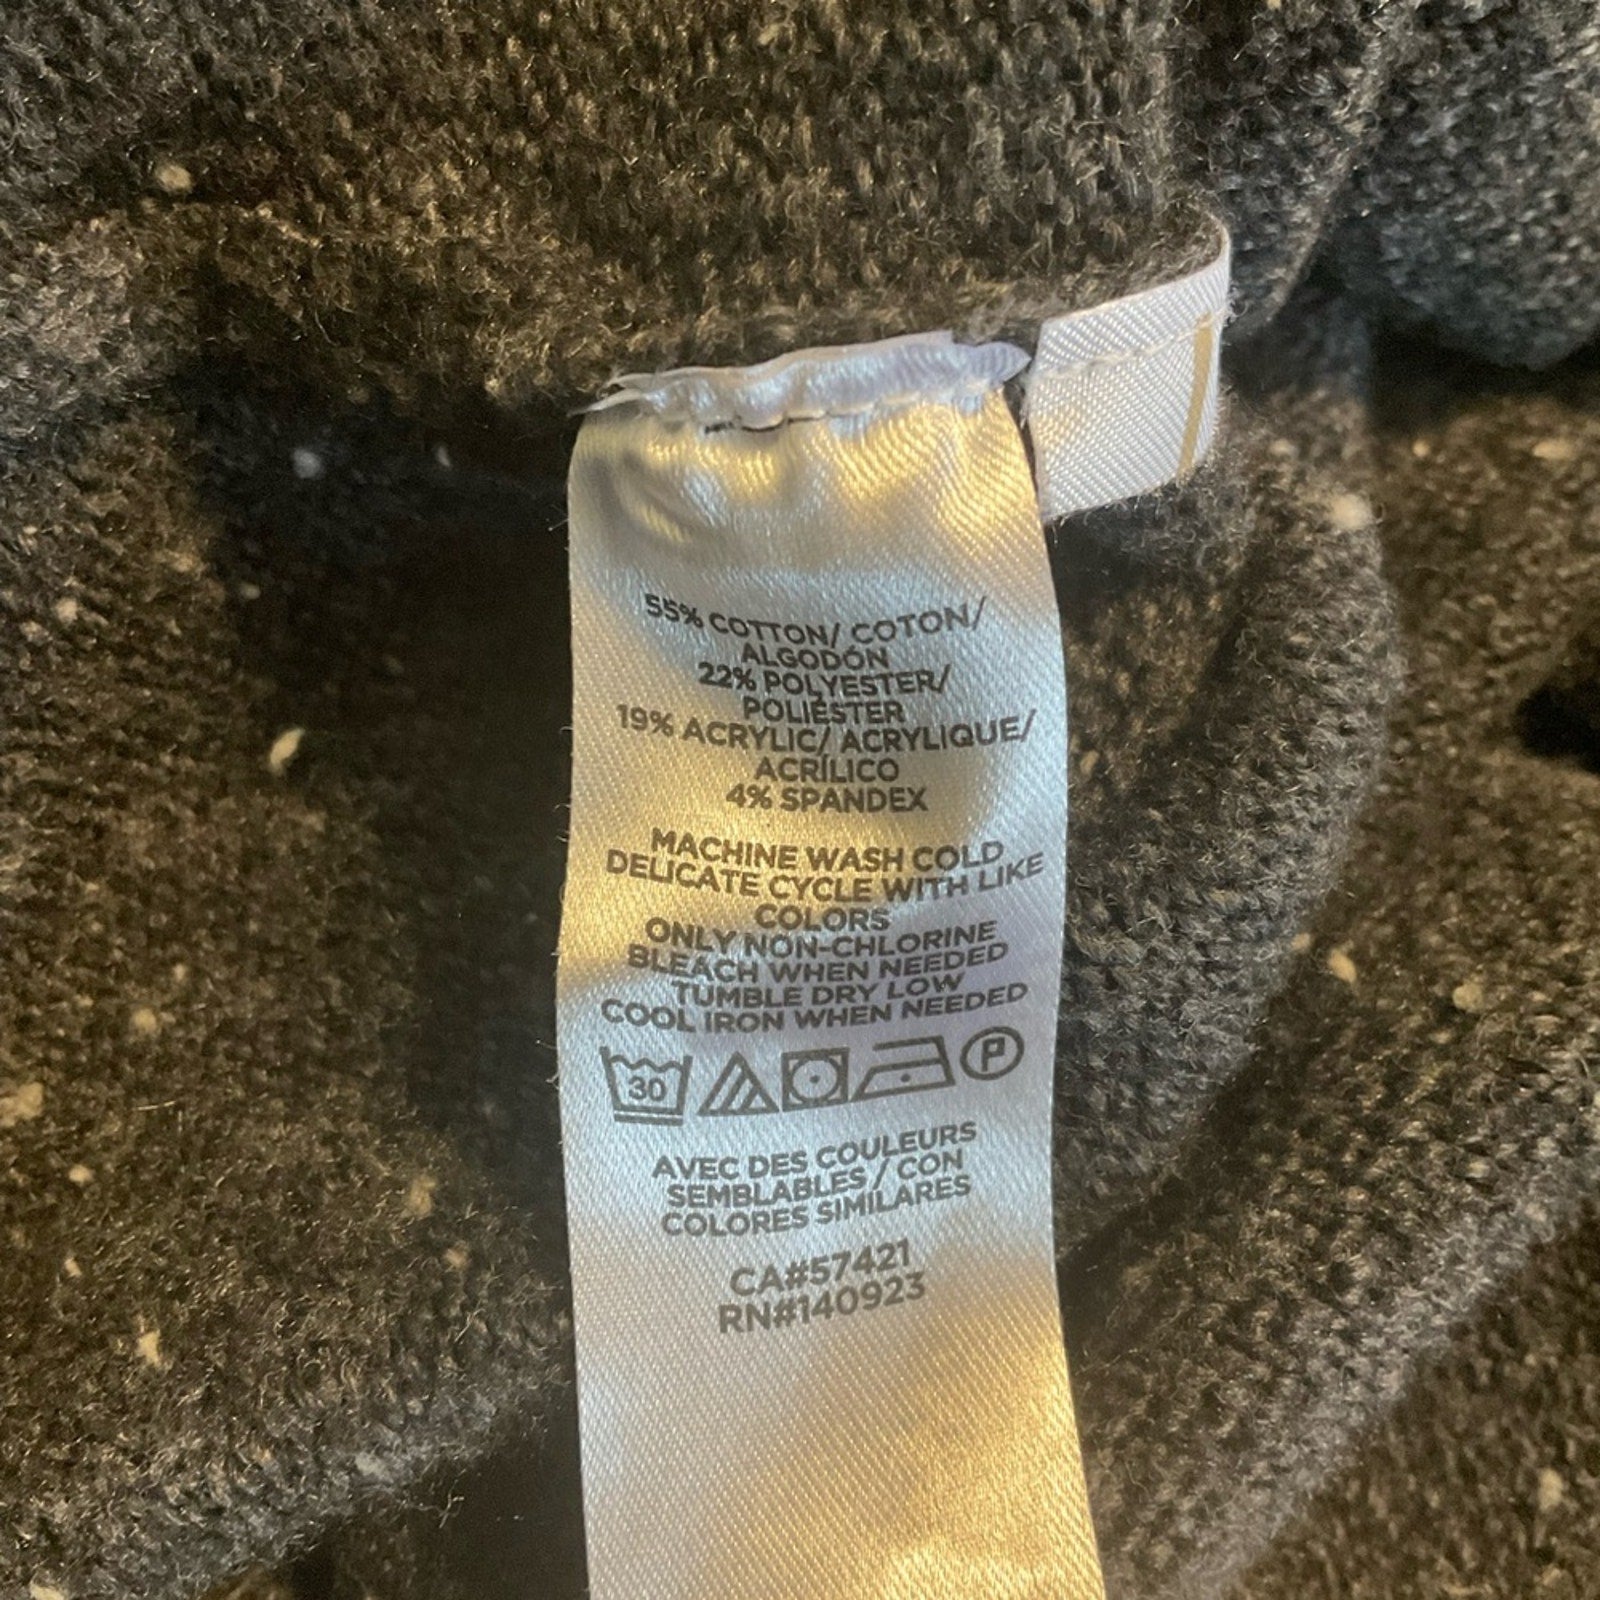 55% COTTON/ COTON/
ALGODÓN
22% POLYESTER/
POLIÉSTER
19% ACRYLIC/ ACRYLIQUE/
ACRÍLICO
4% SPANDEX
MACHINE WASH COLD
DELICATE CYCLE WITH LIKE
COLORS
ONLY NON-CHLORINE
BLEACH WHEN NEEDED
TUMBLE DRY LOW
COOL IRON WHEN NEEDED
30 P
AVEC DES COULEURS
SEMBLABLES / CON
COLORES SIMILARES
CA#57421
RN#140923